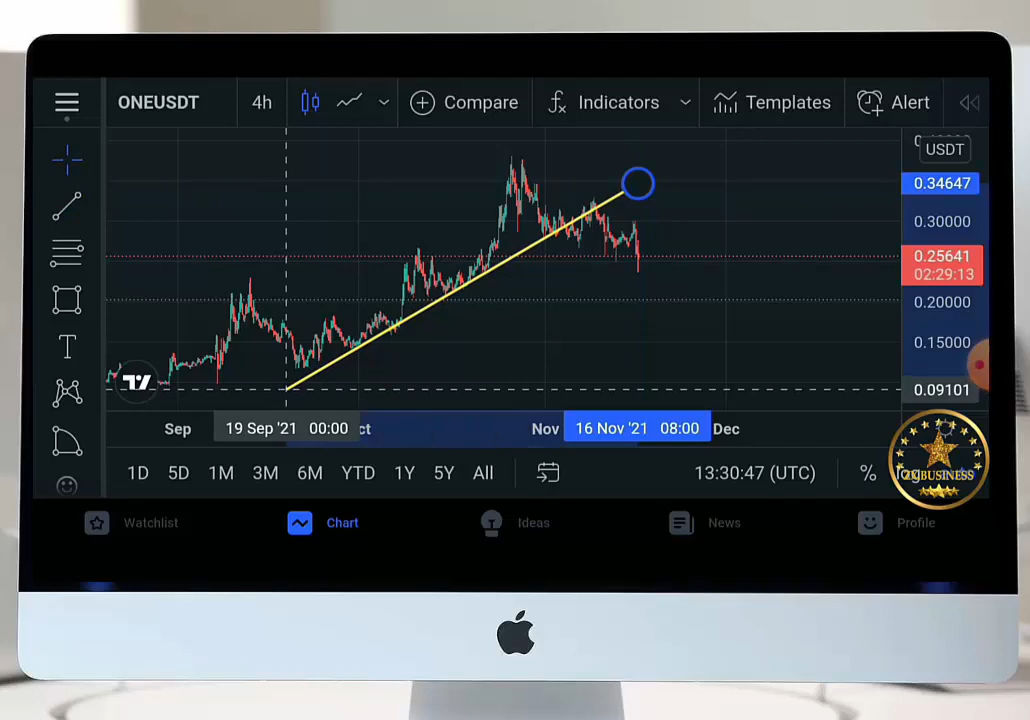 ONEUSDT 4h Compare Indicators Templates Alert
USDT
0.34647
0.30000
0.25641
02:29:13
0.20000
0.15000
0.09101
Sep 19 Sep '21 00:00 ct Nov 16 Nov '21 08:00 Dec
1D 5D 1M 3M 6M YTD 1Y 5Y All 13:30:47 (UTC) % log
2KBUSINESS
Watchlist Chart Ideas News Profile